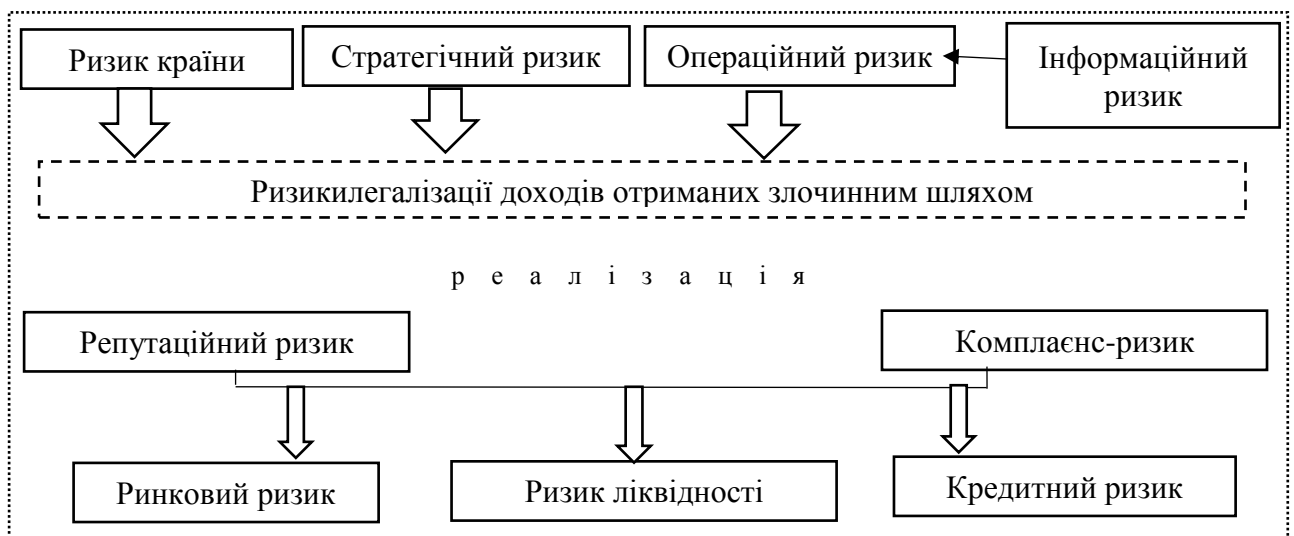 Ризик країни
Стратегічний ризик
Операційний ризик
Інформаційний
ризик
Ризикилегалізації доходів отриманих злочинним шляхом
р е а л і з а ц і я
Репутаційний ризик
Комплаєнс-ризик
Ринковий ризик
Ризик ліквідності
Кредитний ризик